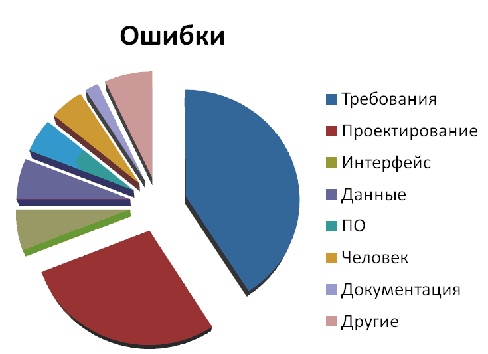 Ошибки
Требования
Проектирование
Интерфейс
Данные
ПО
Человек
Документация
Другие